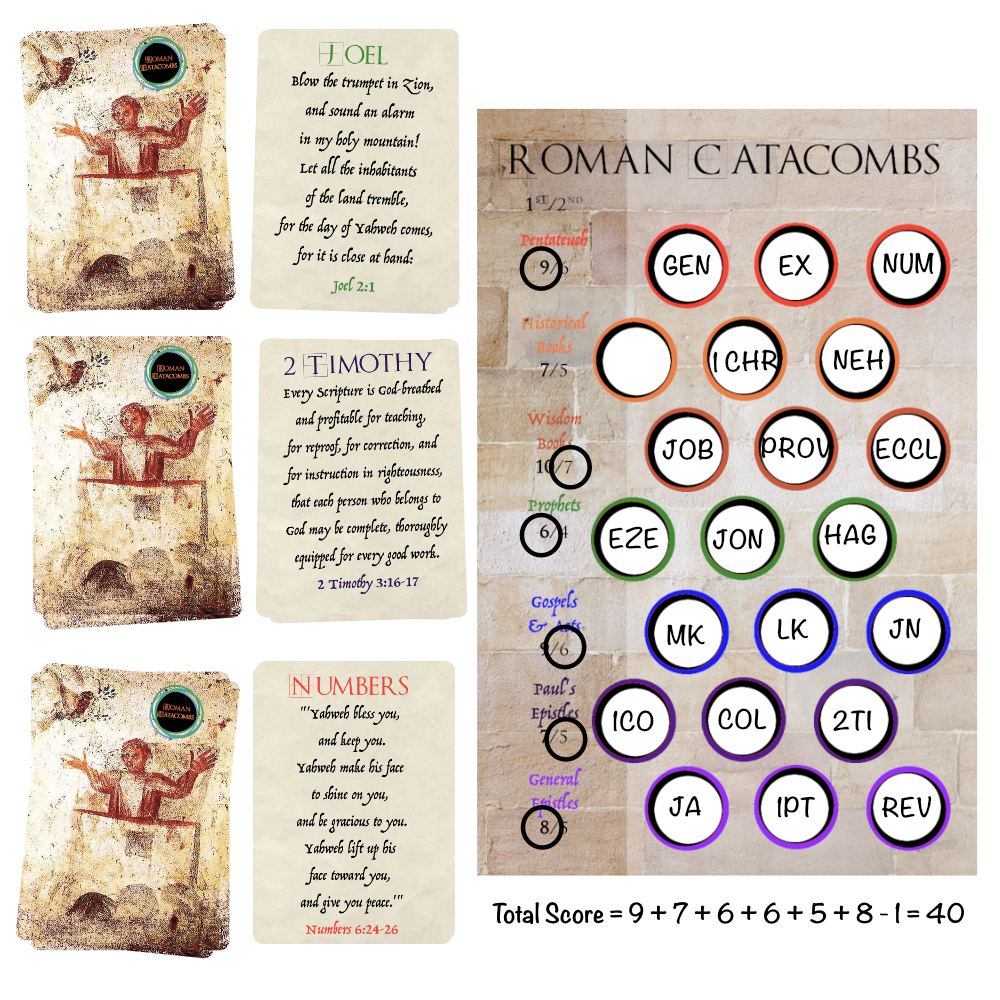 ROMAN
CATACOMBS
JOEL
Blow the trumpet in Zion,
and sound an alarm
in my holy mountain!
Let all the inhabitants
of the land tremble,
for the day of Yahweh comes,
for it is close at hand:
Joel 2:1
ROMAN
CATACOMBS
2 TIMOTHY
Every Scripture is God-breathed
and profitable for teaching,
for reproof, for correction, and
for instruction in righteousness,
that each person who belongs to
God may be complete, thoroughly
equipped for every good work.
2 Timothy 3:16-17
ROMAN
CATACOMBS
NUMBERS
"'Yahweh bless you,
and keep you.
Yahweh make his face
to shine on you,
and be gracious to you.
Yahweh lift up his
face toward you,
and give you peace.'"
Numbers 6:24-26
ROMAN CATACOMBS
1ST/2ND
Pentateuch
9/6
GEN EX NUM
Historical
Books
7/5
1 CHR NEH
Wisdom
Books
10/7
JOB PROV ECCL
Prophets
6/4
EZE JON HAG
Gospels
& Acts
9/6
MK LK JN
Paul's
Epistles
7/5
1CO COL 2TI
General
Epistles
8/5
JA 1PT REV
Total Score = 9 + 7 + 6 + 6 + 5 + 8 - 1 = 40